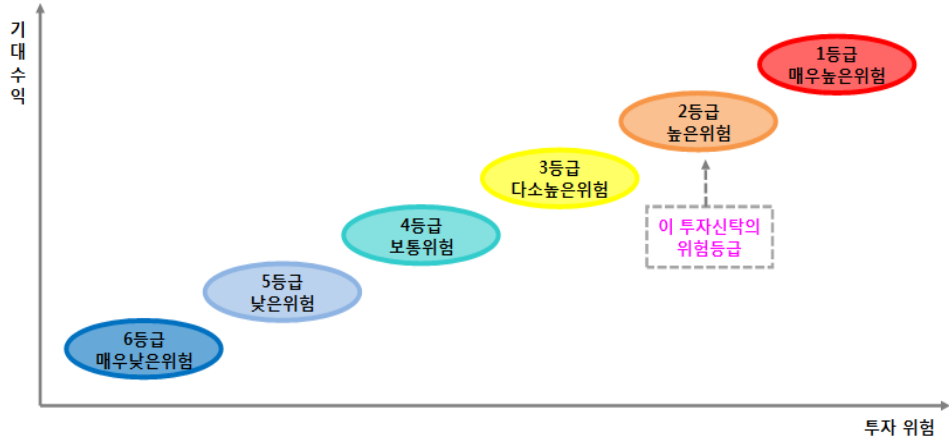 기대수익
1등급
매우높은위험
2등급
높은위험
3등급
다소높은위험
이 투자신탁의
위험등급
4등급
보통위험
5등급
낮은위험
6등급
매우낮은위험
투자 위험